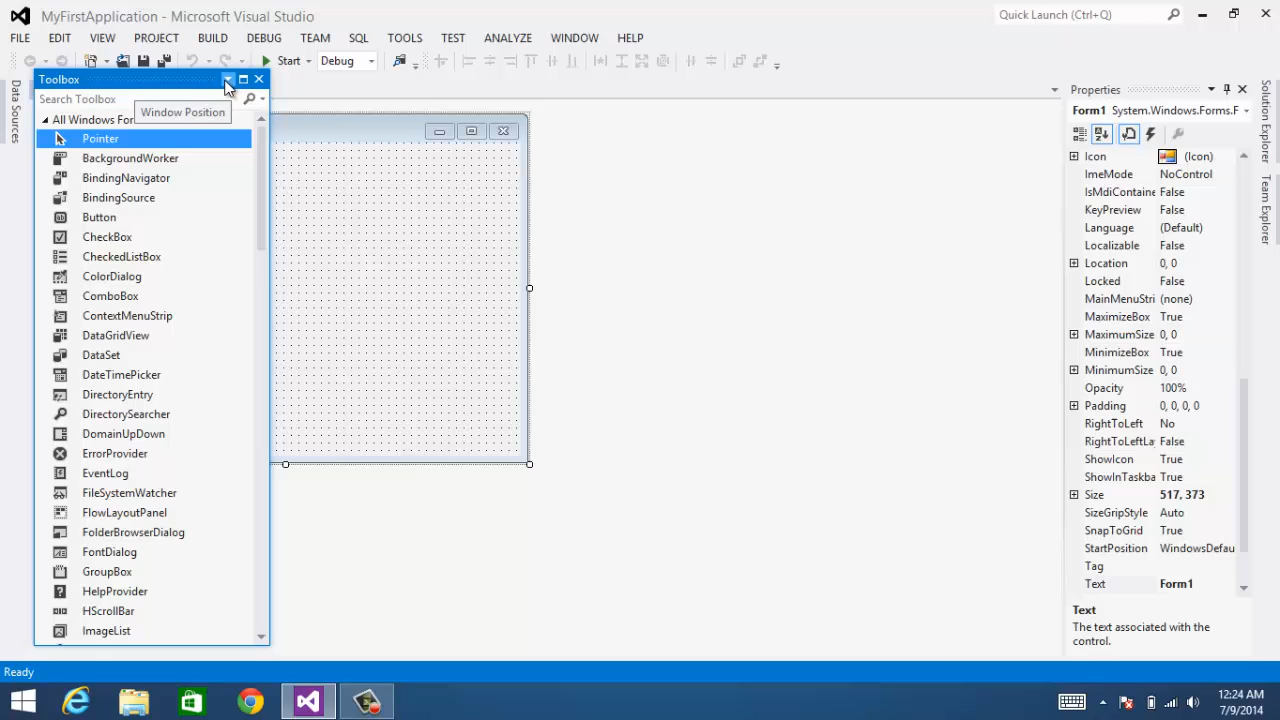 MyFirstApplication - Microsoft Visual Studio
Quick Launch (Ctrl+Q)
FILE EDIT VIEW PROJECT BUILD DEBUG TEAM SQL TOOLS TEST ANALYZE WINDOW HELP
Start Debug
Data Sources
Toolbox
Search Toolbox
Window Position
All Windows For
Pointer
BackgroundWorker
BindingNavigator
BindingSource
Button
CheckBox
CheckedListBox
ColorDialog
ComboBox
ContextMenuStrip
DataGridView
DataSet
DateTimePicker
DirectoryEntry
DirectorySearcher
DomainUpDown
ErrorProvider
EventLog
FileSystemWatcher
FlowLayoutPanel
FolderBrowserDialog
FontDialog
GroupBox
HelpProvider
HScrollBar
ImageList
Properties
Form1 System.Windows.Forms.F
Icon (Icon)
ImeMode NoControl
IsMdiContaine False
KeyPreview False
Language (Default)
Localizable False
Location 0, 0
Locked False
MainMenuStri (none)
MaximizeBox True
MaximumSize 0, 0
MinimizeBox True
MinimumSize 0, 0
Opacity 100%
Padding 0, 0, 0, 0
RightToLeft No
RightToLeftLa False
ShowIcon True
ShowInTaskba True
Size 517, 373
SizeGripStyle Auto
SnapToGrid True
StartPosition WindowsDefau
Tag
Text Form1
Text
The text associated with the
control.
Solution Explorer
Team Explorer
Ready
12:24 AM
7/9/2014